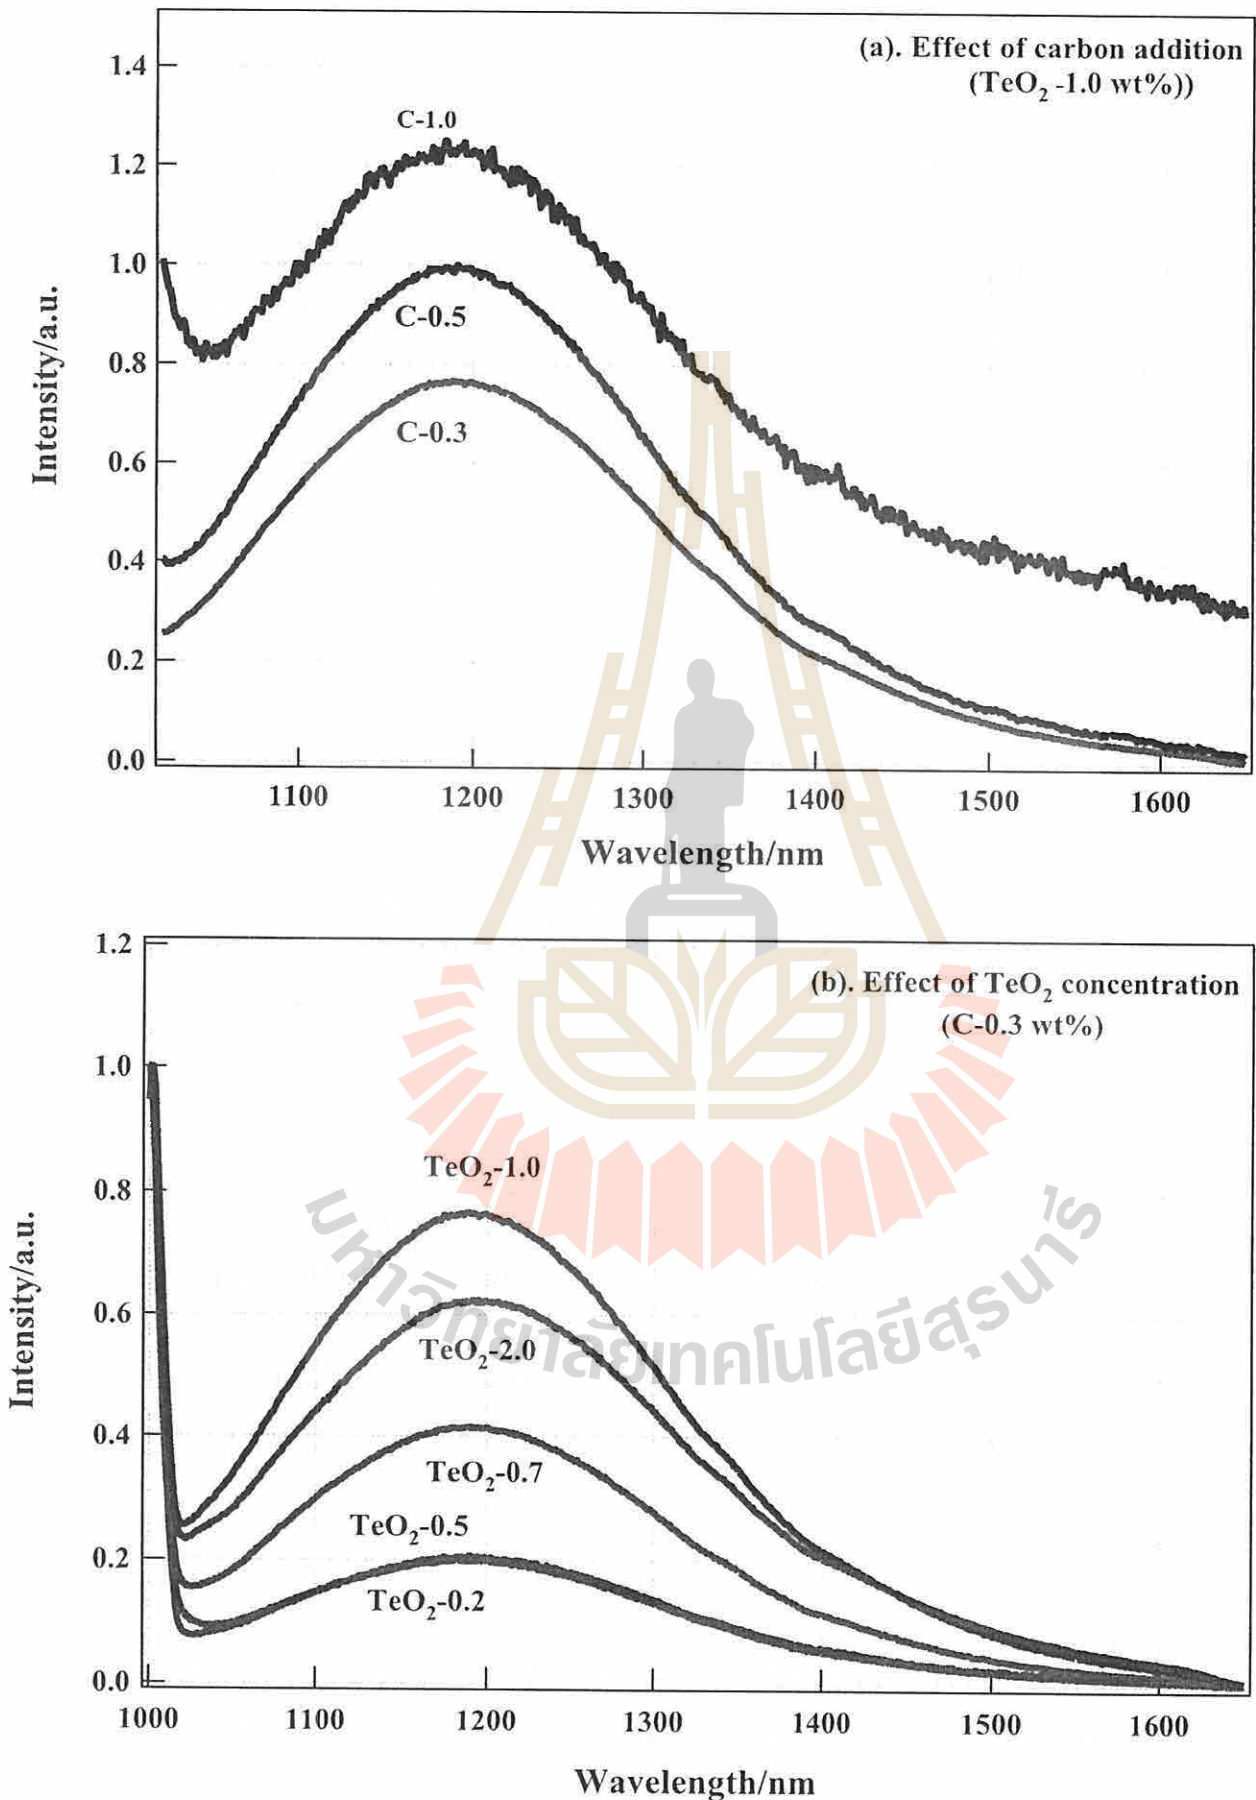 (a). Effect of carbon addition
(TeO₂ -1.0 wt%))
1.4
1.2
1.0
0.8
0.6
0.4
0.2
0.0
Intensity/a.u.
C-1.0
C-0.5
C-0.3
1100 1200 1300 1400 1500 1600
Wavelength/nm
(b). Effect of TeO₂ concentration
(C-0.3 wt%)
1.2
1.0
0.8
0.6
0.4
0.2
0.0
Intensity/a.u.
TeO₂-1.0
TeO₂-2.0
TeO₂-0.7
TeO₂-0.5
TeO₂-0.2
มหาวิทยาลัยเทคโนโลยีสุรนารี
1000 1100 1200 1300 1400 1500 1600
Wavelength/nm